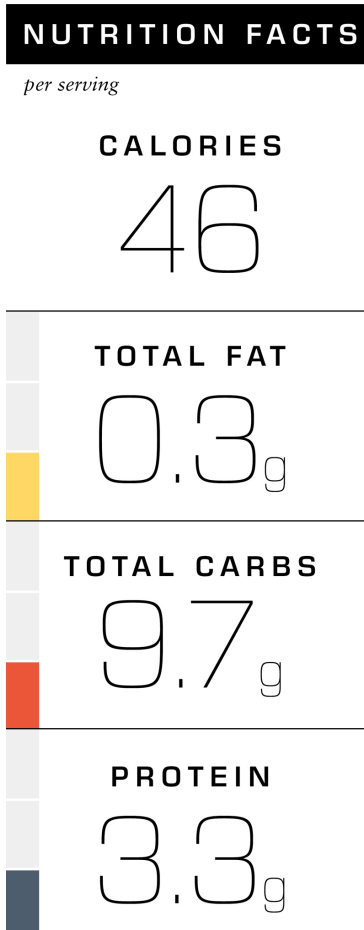 NUTRITION FACTS
per serving
CALORIES
46
TOTAL FAT
0.3g
TOTAL CARBS
9.7g
PROTEIN
3.3g